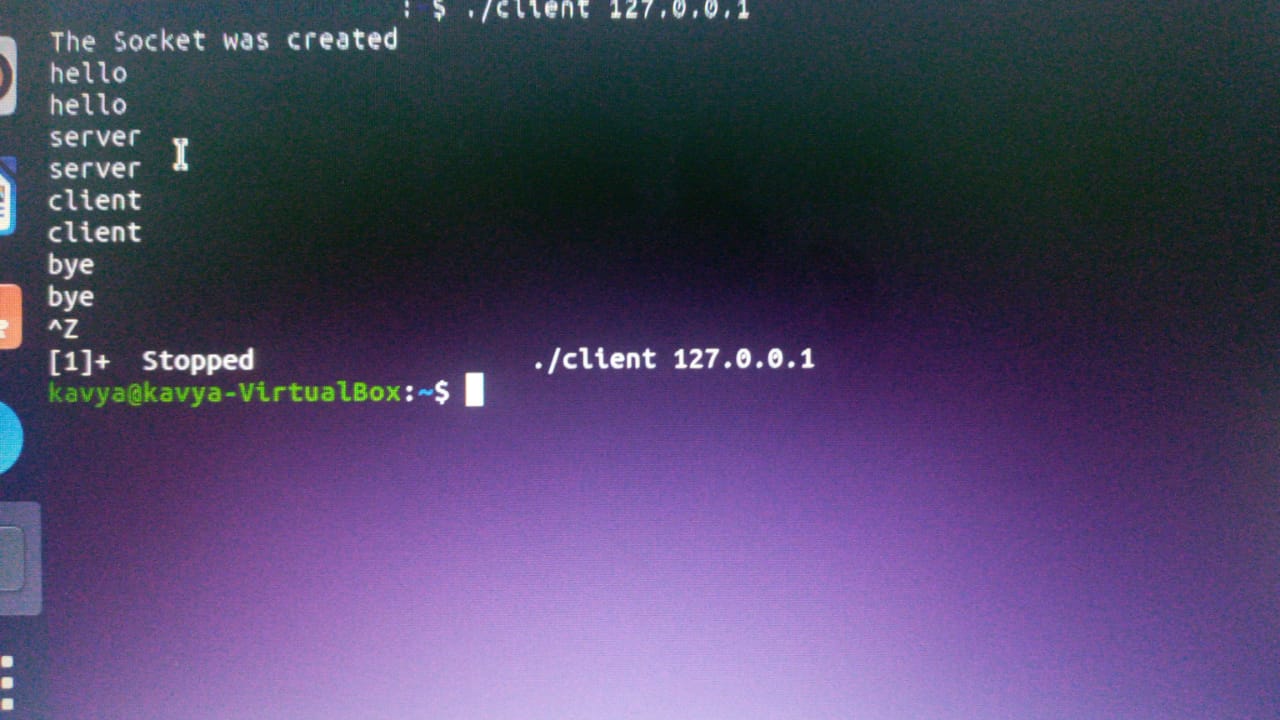 : $ ./client 127.0.0.1
The Socket was created
hello
hello
server
server
client
client
bye
bye
^Z
[1]+  Stopped                 ./client 127.0.0.1
kavya@kavya-VirtualBox:~$